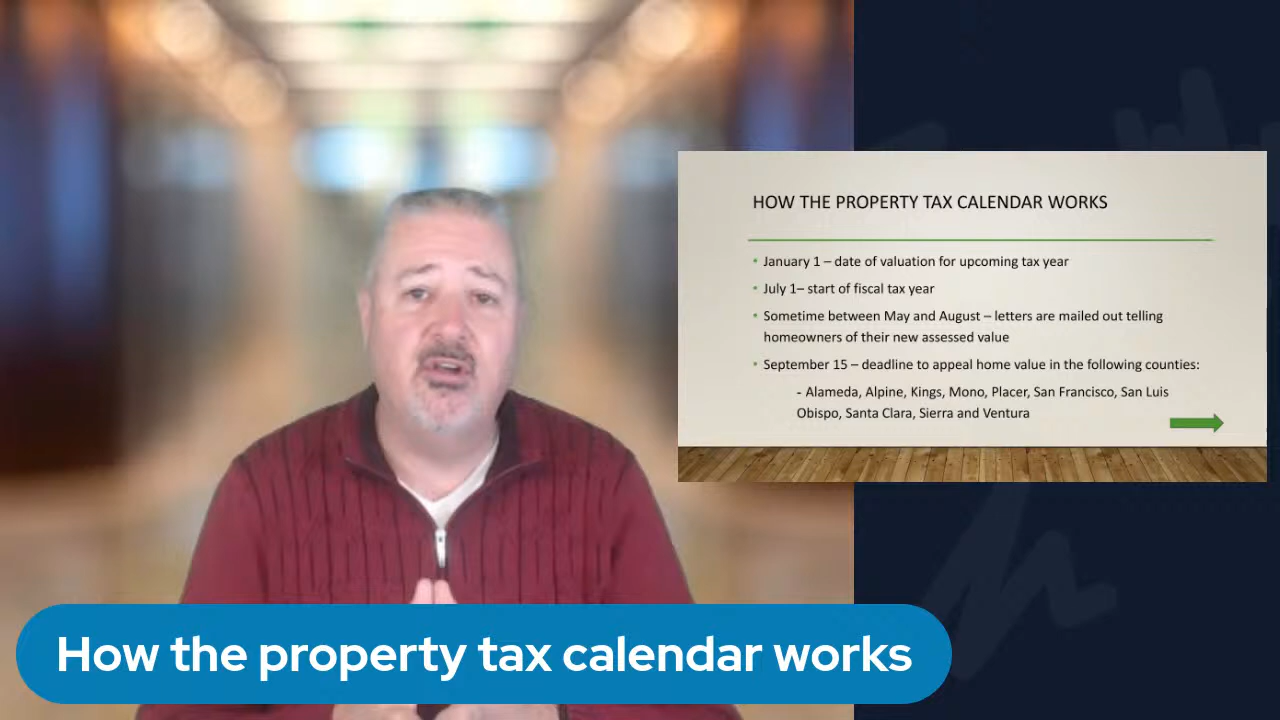 HOW THE PROPERTY TAX CALENDAR WORKS
• January 1 – date of valuation for upcoming tax year
• July 1– start of fiscal tax year
• Sometime between May and August – letters are mailed out telling
homeowners of their new assessed value
• September 15 – deadline to appeal home value in the following counties:
- Alameda, Alpine, Kings, Mono, Placer, San Francisco, San Luis
Obispo, Santa Clara, Sierra and Ventura
How the property tax calendar works